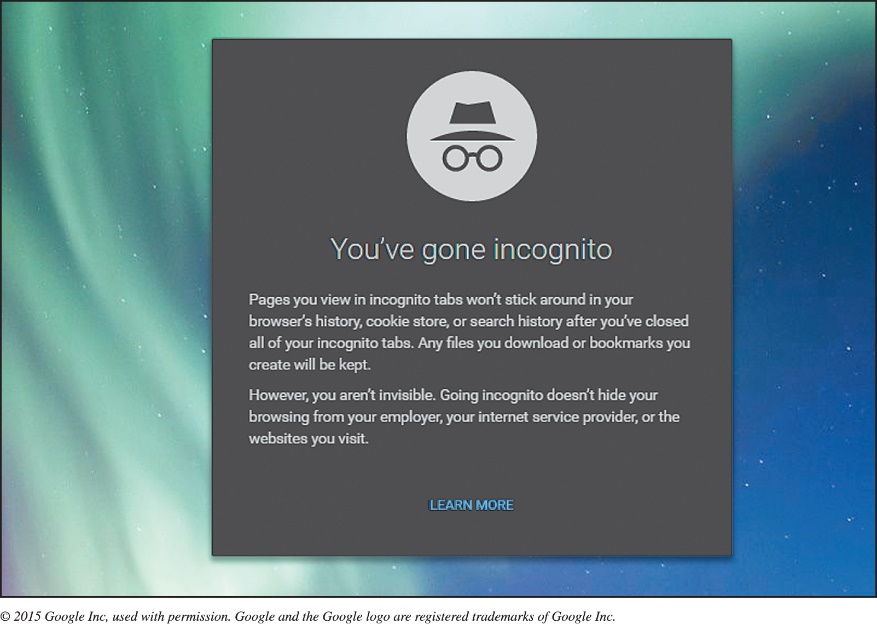 You've gone incognito
Pages you view in incognito tabs won't stick around in your
browser's history, cookie store, or search history after you've closed
all of your incognito tabs. Any files you download or bookmarks you
create will be kept.
However, you aren't invisible. Going incognito doesn't hide your
browsing from your employer, your internet service provider, or the
websites you visit.
LEARN MORE
© 2015 Google Inc, used with permission. Google and the Google logo are registered trademarks of Google Inc.